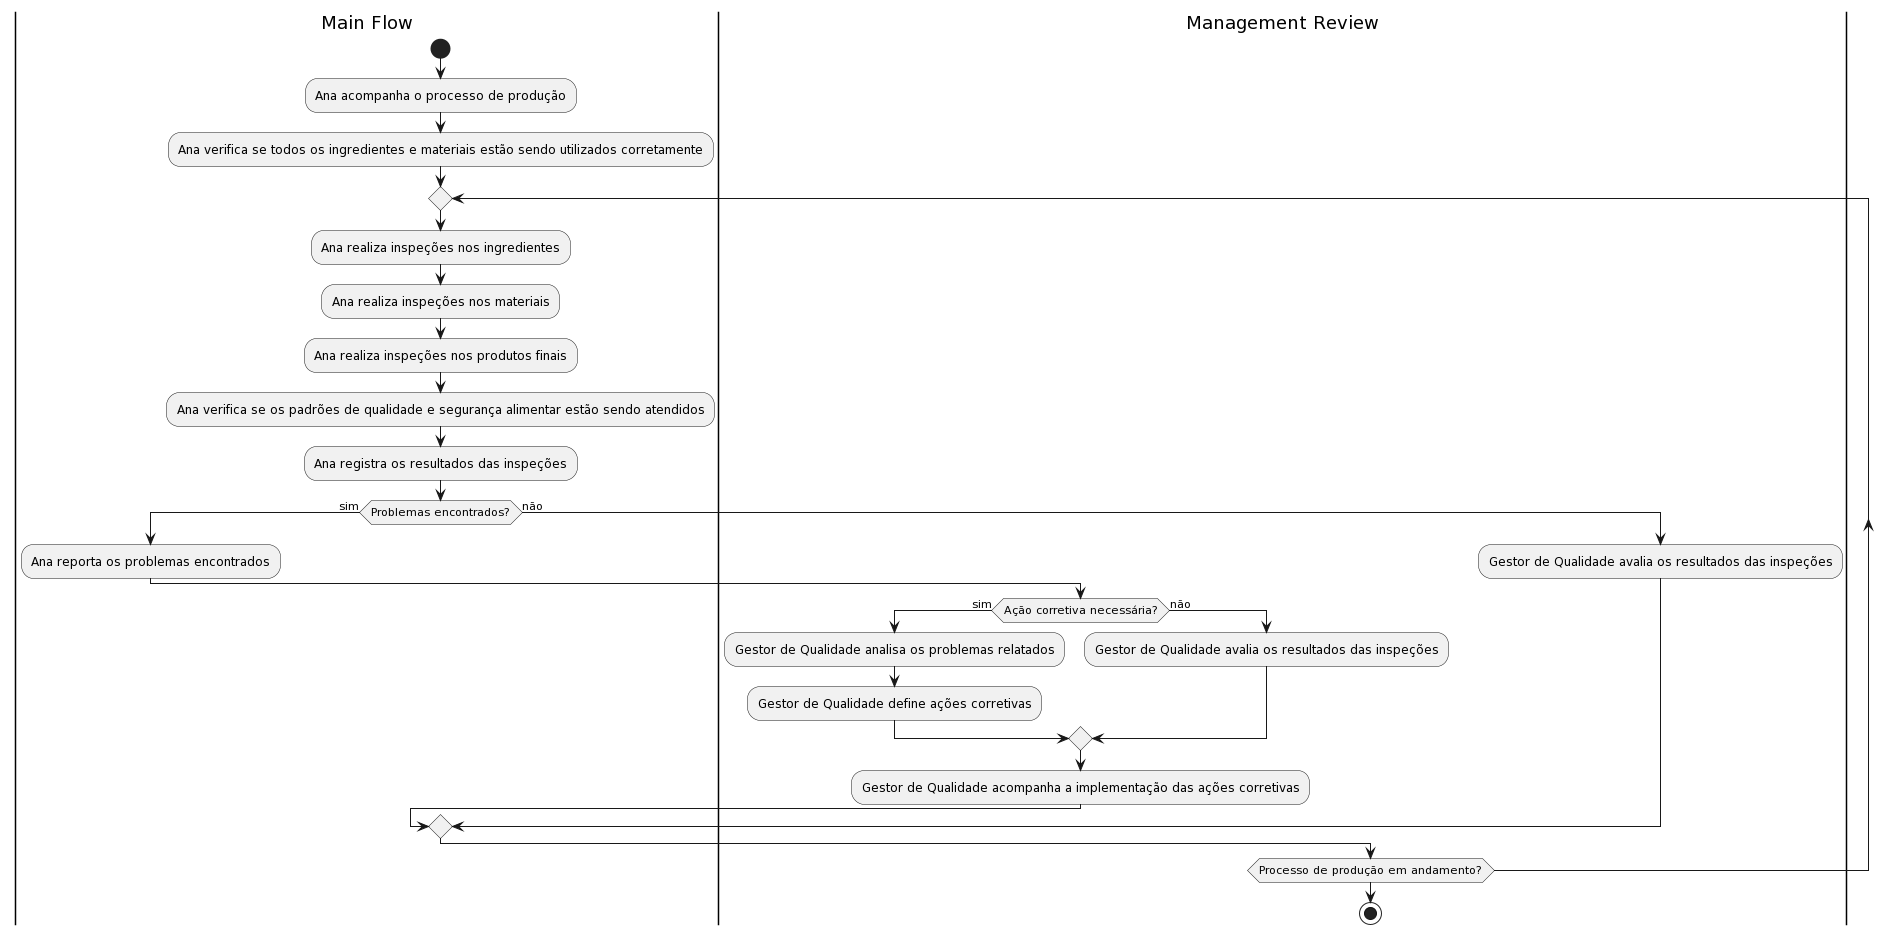 Main Flow
Management Review
Ana acompanha o processo de produção
Ana verifica se todos os ingredientes e materiais estão sendo utilizados corretamente
Ana realiza inspeções nos ingredientes
Ana realiza inspeções nos materiais
Ana realiza inspeções nos produtos finais
Ana verifica se os padrões de qualidade e segurança alimentar estão sendo atendidos
Ana registra os resultados das inspeções
sim
Problemas encontrados?
não
Ana reporta os problemas encontrados
Gestor de Qualidade avalia os resultados das inspeções
sim
Ação corretiva necessária?
não
Gestor de Qualidade analisa os problemas relatados
Gestor de Qualidade avalia os resultados das inspeções
Gestor de Qualidade define ações corretivas
Gestor de Qualidade acompanha a implementação das ações corretivas
Processo de produção em andamento?